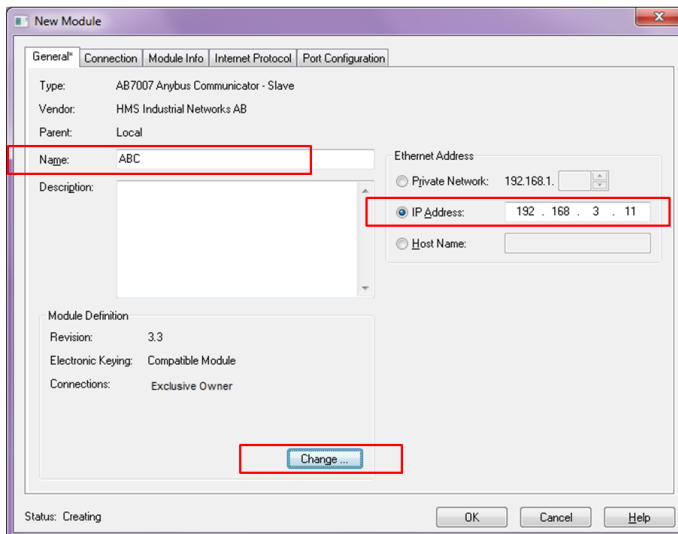 New Module
General* Connection Module Info Internet Protocol Port Configuration
Type: AB7007 Anybus Communicator - Slave
Vendor: HMS Industrial Networks AB
Parent: Local
Name: ABC
Description:
Ethernet Address
Private Network: 192.168.1.
IP Address: 192 . 168 . 3 . 11
Host Name:
Module Definition
Revision: 3.3
Electronic Keying: Compatible Module
Connections: Exclusive Owner
Change ...
Status: Creating
OK Cancel Help